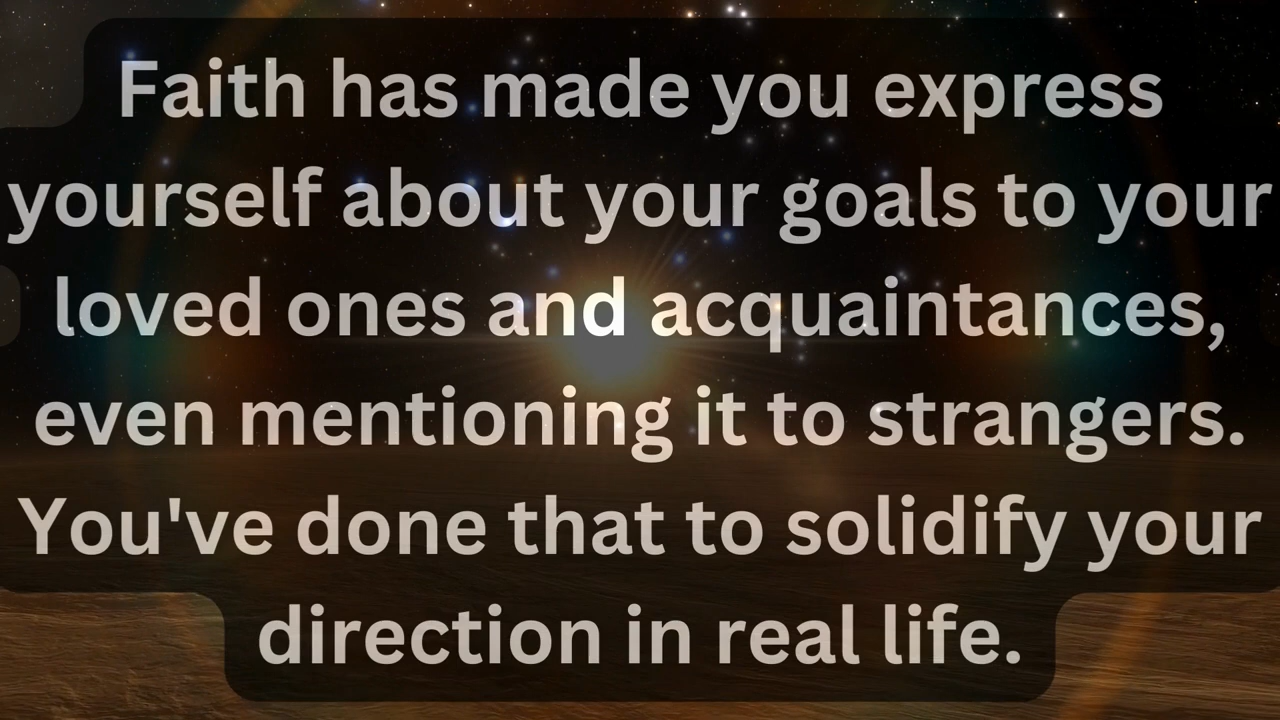 Faith has made you express
yourself about your goals to your
loved ones and acquaintances,
even mentioning it to strangers.
You've done that to solidify your
direction in real life.